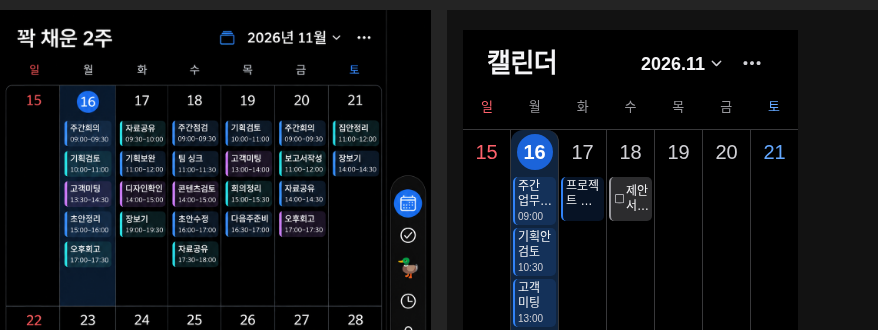 꽉 채운 2주
2026년 11월
일 월 화 수 목 금 토
15 16 17 18 19 20 21
주간회의
09:00~09:30
자료공유
09:30~10:00
주간점검
09:00~09:30
기획검토
10:00~11:00
주간회의
09:00~09:30
집안정리
11:00~12:00
기획검토
10:00~11:00
기획보완
11:00~12:00
팀 싱크
11:00~11:30
고객미팅
13:00~14:00
보고서작성
11:00~12:00
장보기
14:00~14:30
고객미팅
13:30~14:30
디자인확인
14:00~15:00
콘텐츠검토
14:00~15:00
회의정리
15:00~15:30
자료공유
14:00~14:30
초안정리
15:00~16:00
장보기
19:00~19:30
초안수정
16:00~17:00
다음주준비
16:30~17:00
오후회고
17:00~17:30
오후회고
17:00~17:30
자료공유
17:30~18:00
22 23 24 25 26 27 28
캘린더
2026.11
일 월 화 수 목 금 토
15 16 17 18 19 20 21
주간
업무...
09:00
프로젝
트 ...
제안
서...
기획안
검토
10:30
고객
미팅
13:00